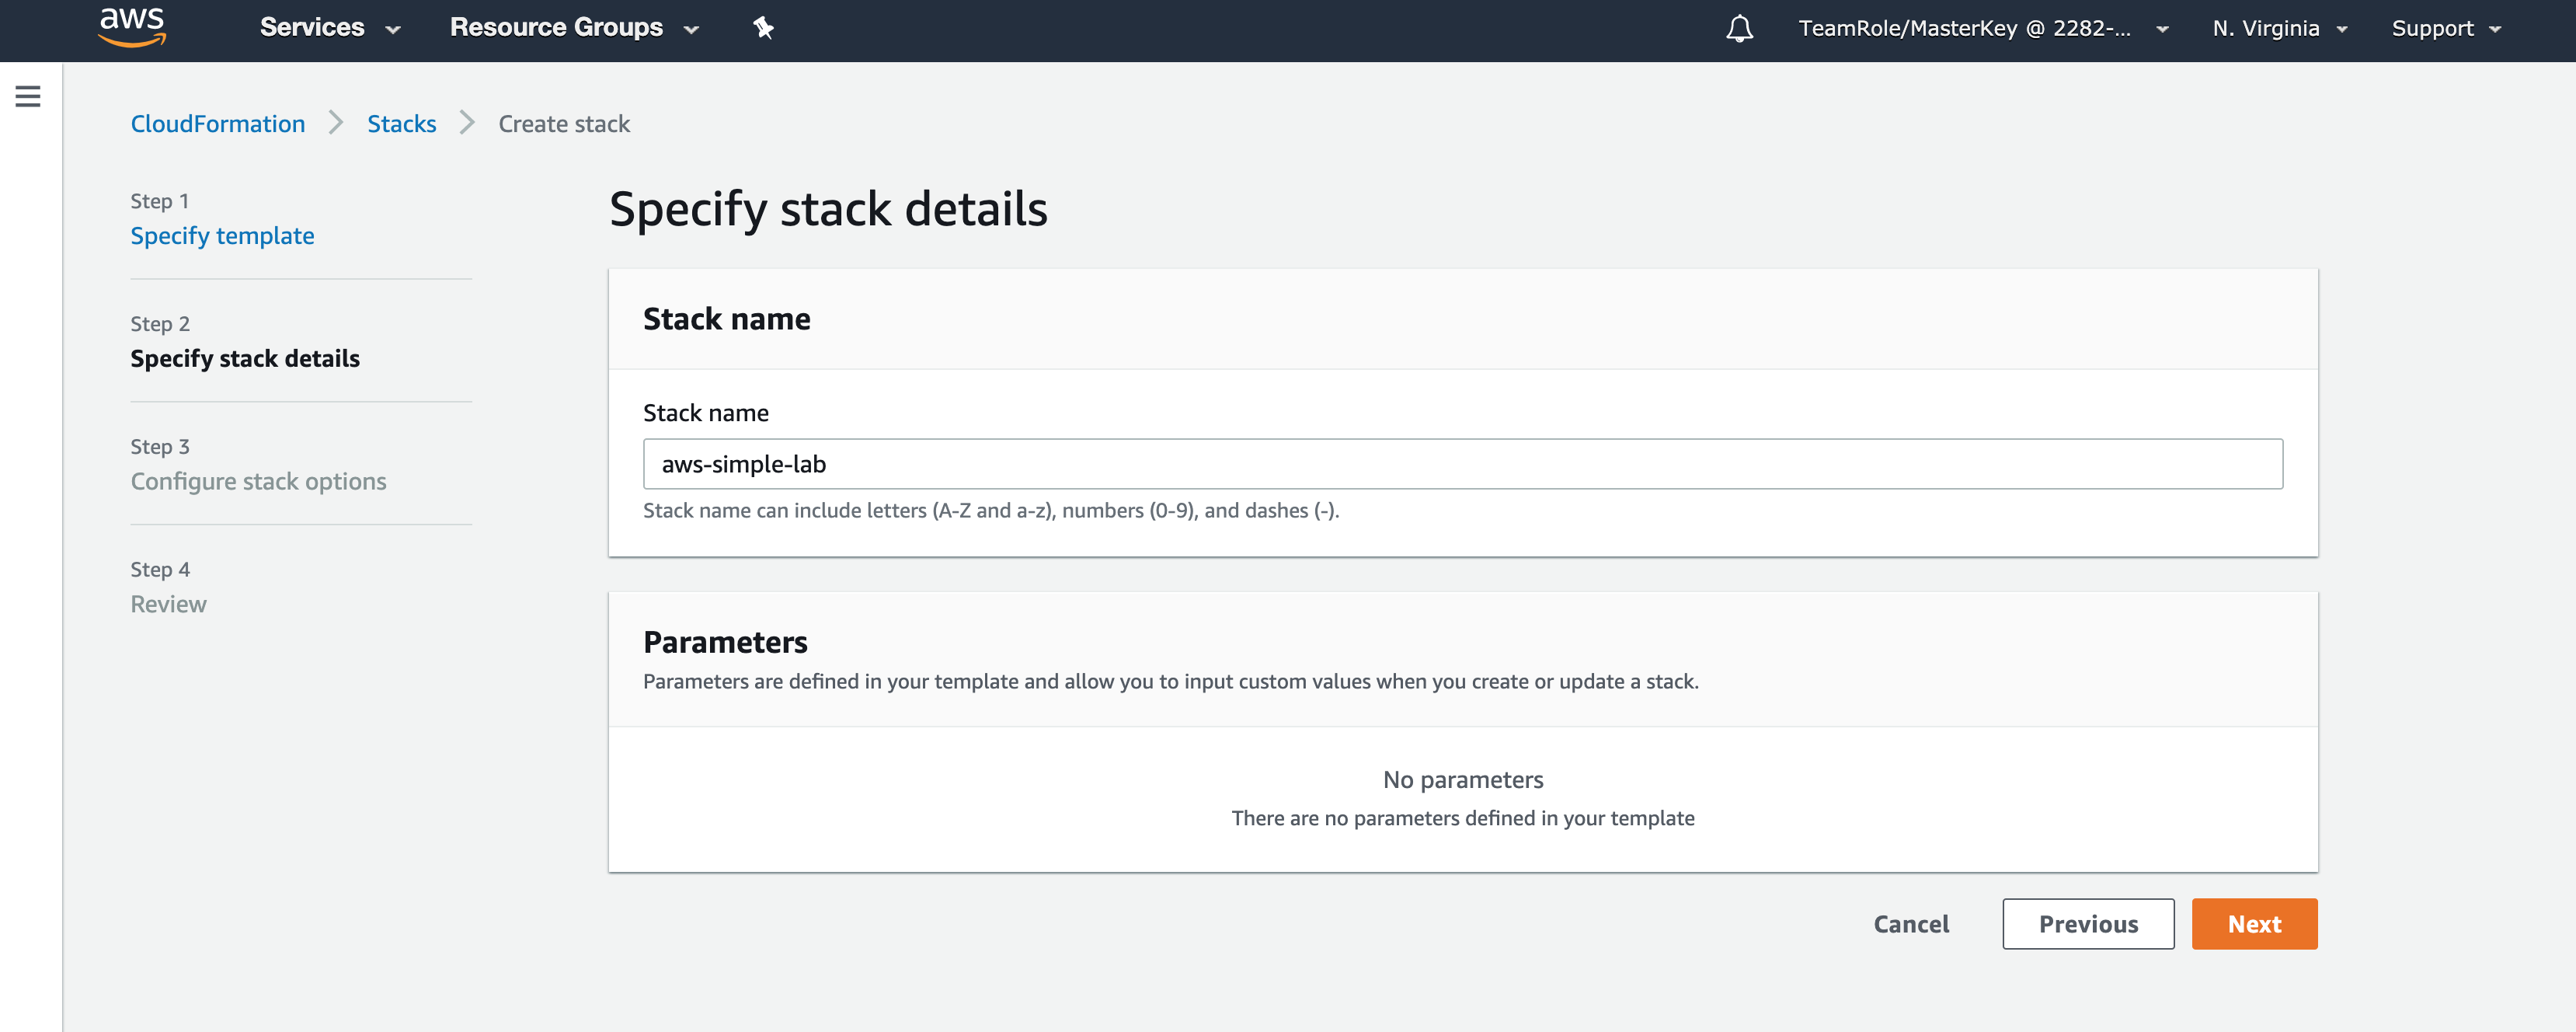 aws Services Resource Groups TeamRole/MasterKey @ 2282-... N. Virginia Support
CloudFormation Stacks Create stack
Step 1
Specify template
Step 2
Specify stack details
Step 3
Configure stack options
Step 4
Review
Specify stack details
Stack name
Stack name
aws-simple-lab
Stack name can include letters (A-Z and a-z), numbers (0-9), and dashes (-).
Parameters
Parameters are defined in your template and allow you to input custom values when you create or update a stack.
No parameters
There are no parameters defined in your template
Cancel Previous Next